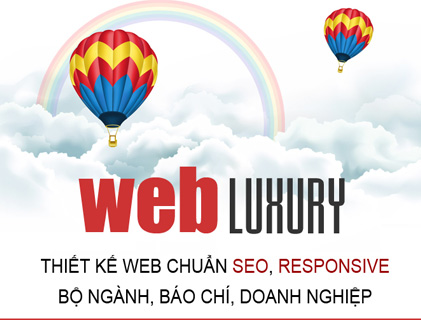 web LUXURY
THIẾT KẾ WEB CHUẨN SEO, RESPONSIVE
BỘ NGÀNH, BÁO CHÍ, DOANH NGHIỆP